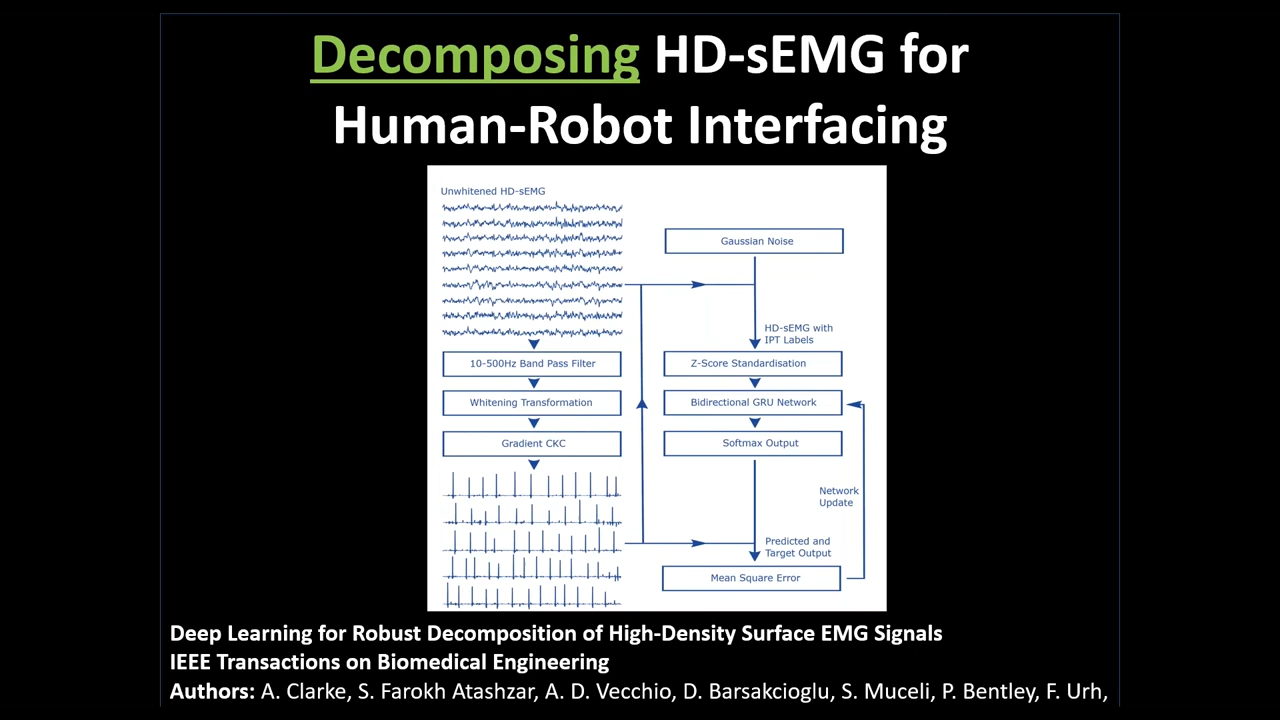 Decomposing HD-sEMG for
Human-Robot Interfacing
Unwhitened HD-sEMG
10-500Hz Band Pass Filter
Whitening Transformation
Gradient CKC
Gaussian Noise
HD-sEMG with
IPT Labels
Z-Score Standardisation
Bidirectional GRU Network
Softmax Output
Network
Update
Predicted and
Target Output
Mean Square Error
Deep Learning for Robust Decomposition of High-Density Surface EMG Signals
IEEE Transactions on Biomedical Engineering
Authors: A. Clarke, S. Farokh Atashzar, A. D. Vecchio, D. Barsakcioglu, S. Muceli, P. Bentley, F. Urh,